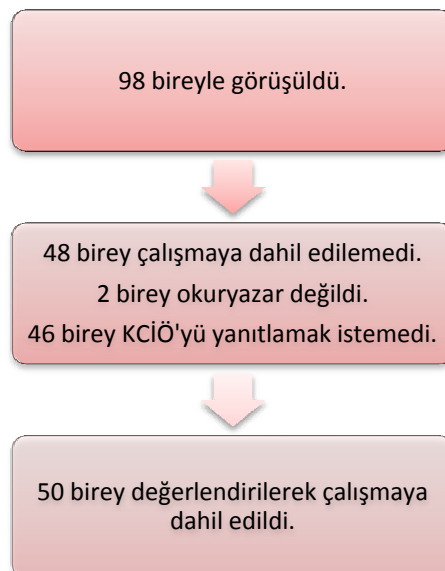 98 bireyle görüşüldü.
48 birey çalışmaya dahil edilemedi.
2 birey okuryazar değildi.
46 birey KCİÖ'yü yanıtlamak istemedi.
50 birey değerlendirilerek çalışmaya
dahil edildi.